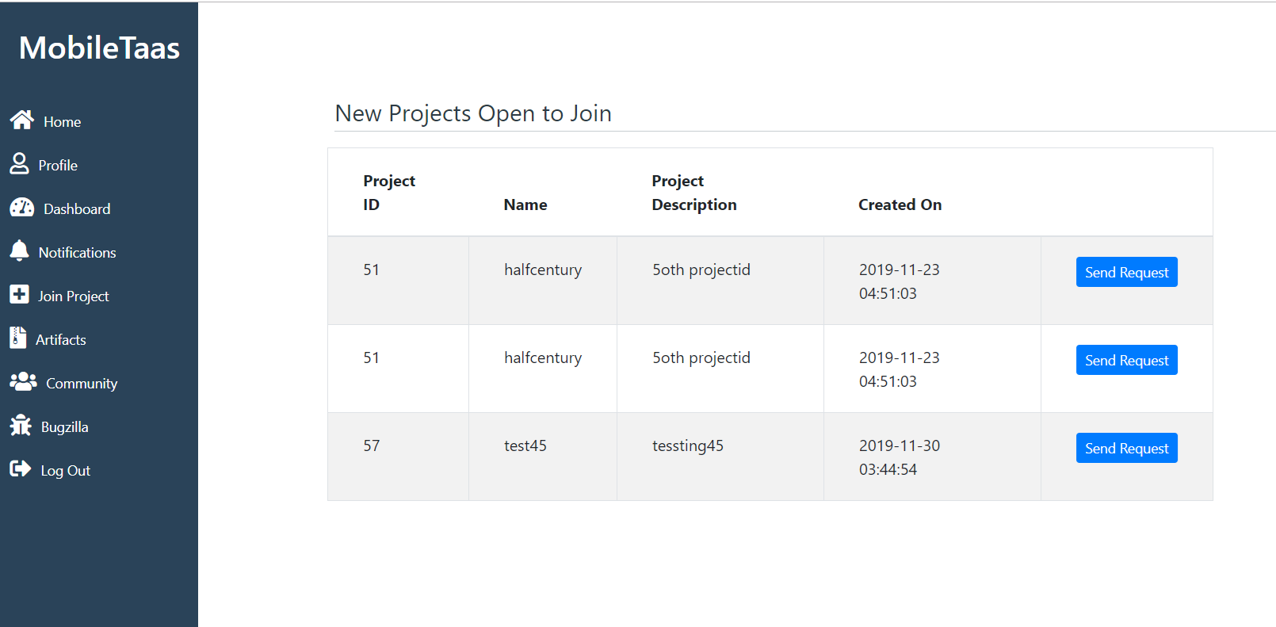 MobileTaas
Home
Profile
Dashboard
Notifications
Join Project
Artifacts
Community
Bugzilla
Log Out
New Projects Open to Join
Project ID
Name
Project Description
Created On
51
halfcentury
5oth projectid
2019-11-23
04:51:03
Send Request
51
halfcentury
5oth projectid
2019-11-23
04:51:03
Send Request
57
test45
tessting45
2019-11-30
03:44:54
Send Request